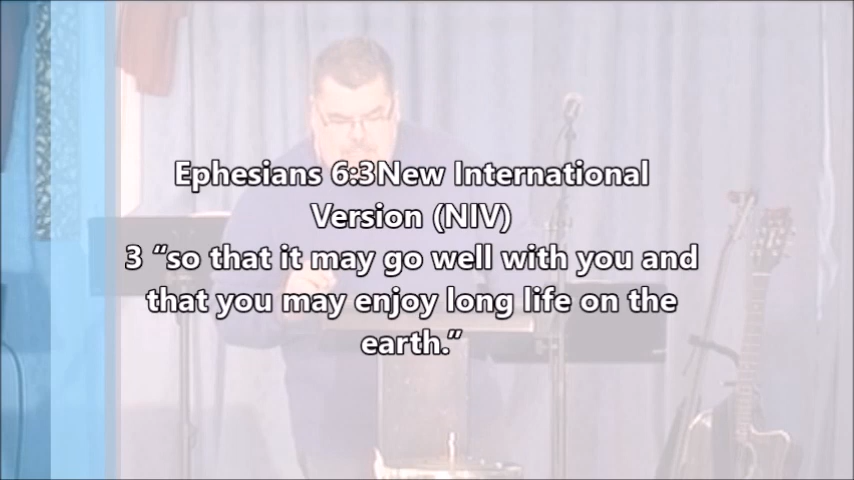 Ephesians 6:3New International
Version (NIV)
3 “so that it may go well with you and
that you may enjoy long life on the
earth.”